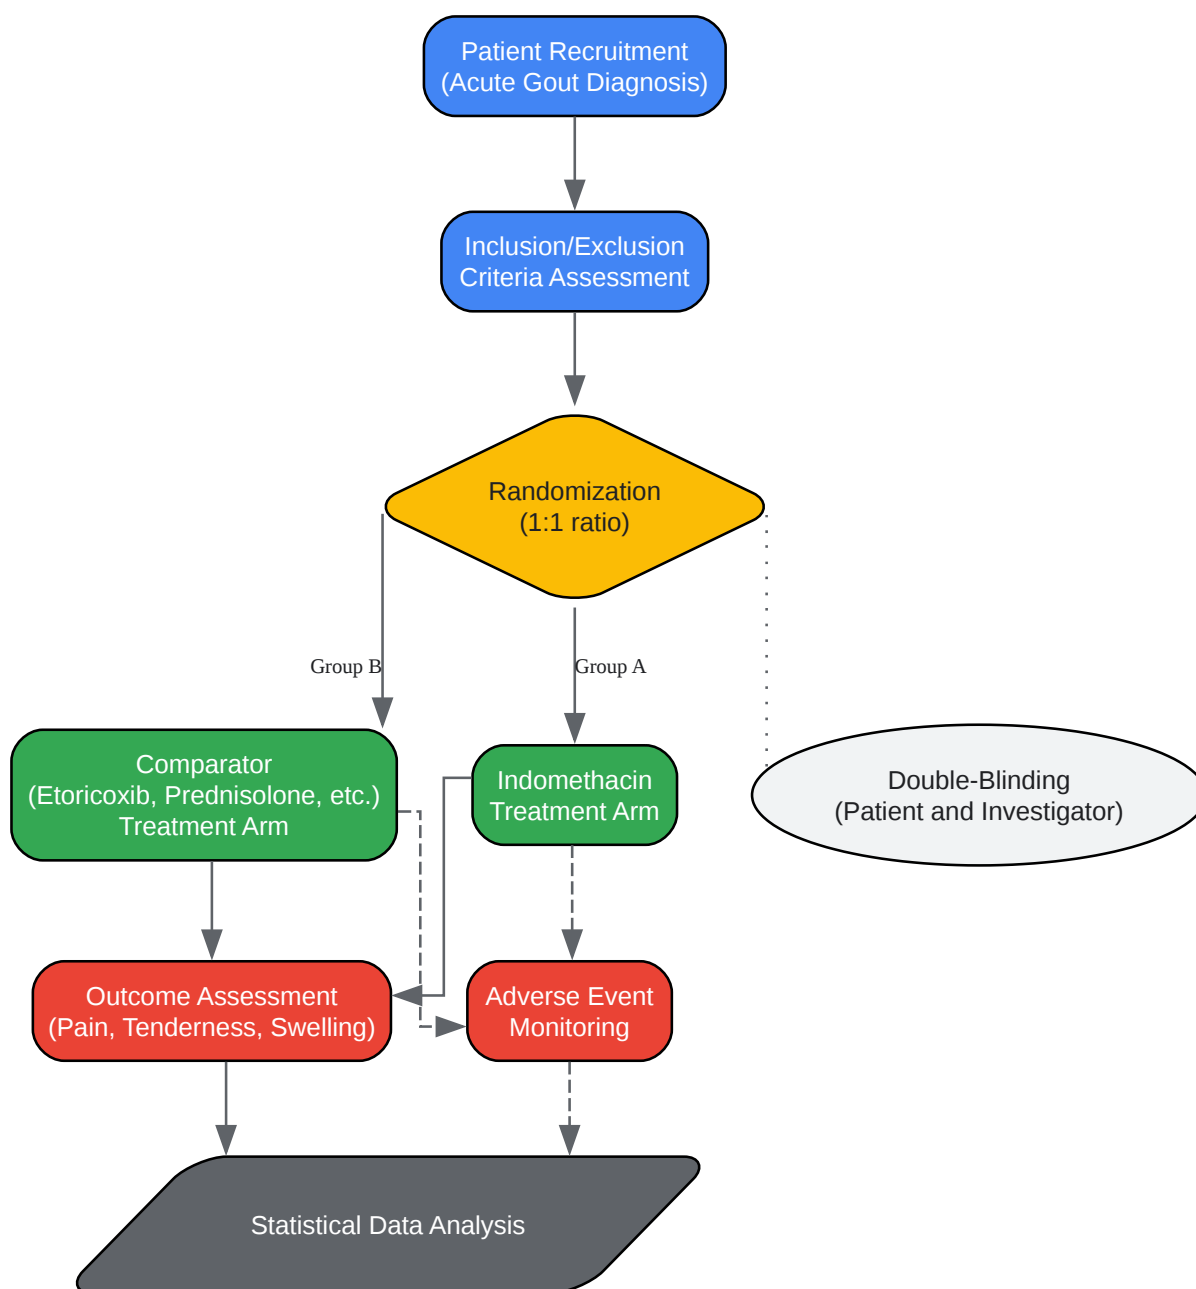 Patient Recruitment
(Acute Gout Diagnosis)
Inclusion/Exclusion
Criteria Assessment
Randomization
(1:1 ratio)
Group B
Group A
Comparator
(Etoricoxib, Prednisolone, etc.)
Treatment Arm
Indomethacin
Treatment Arm
Double-Blinding
(Patient and Investigator)
Outcome Assessment
(Pain, Tenderness, Swelling)
Adverse Event
Monitoring
Statistical Data Analysis